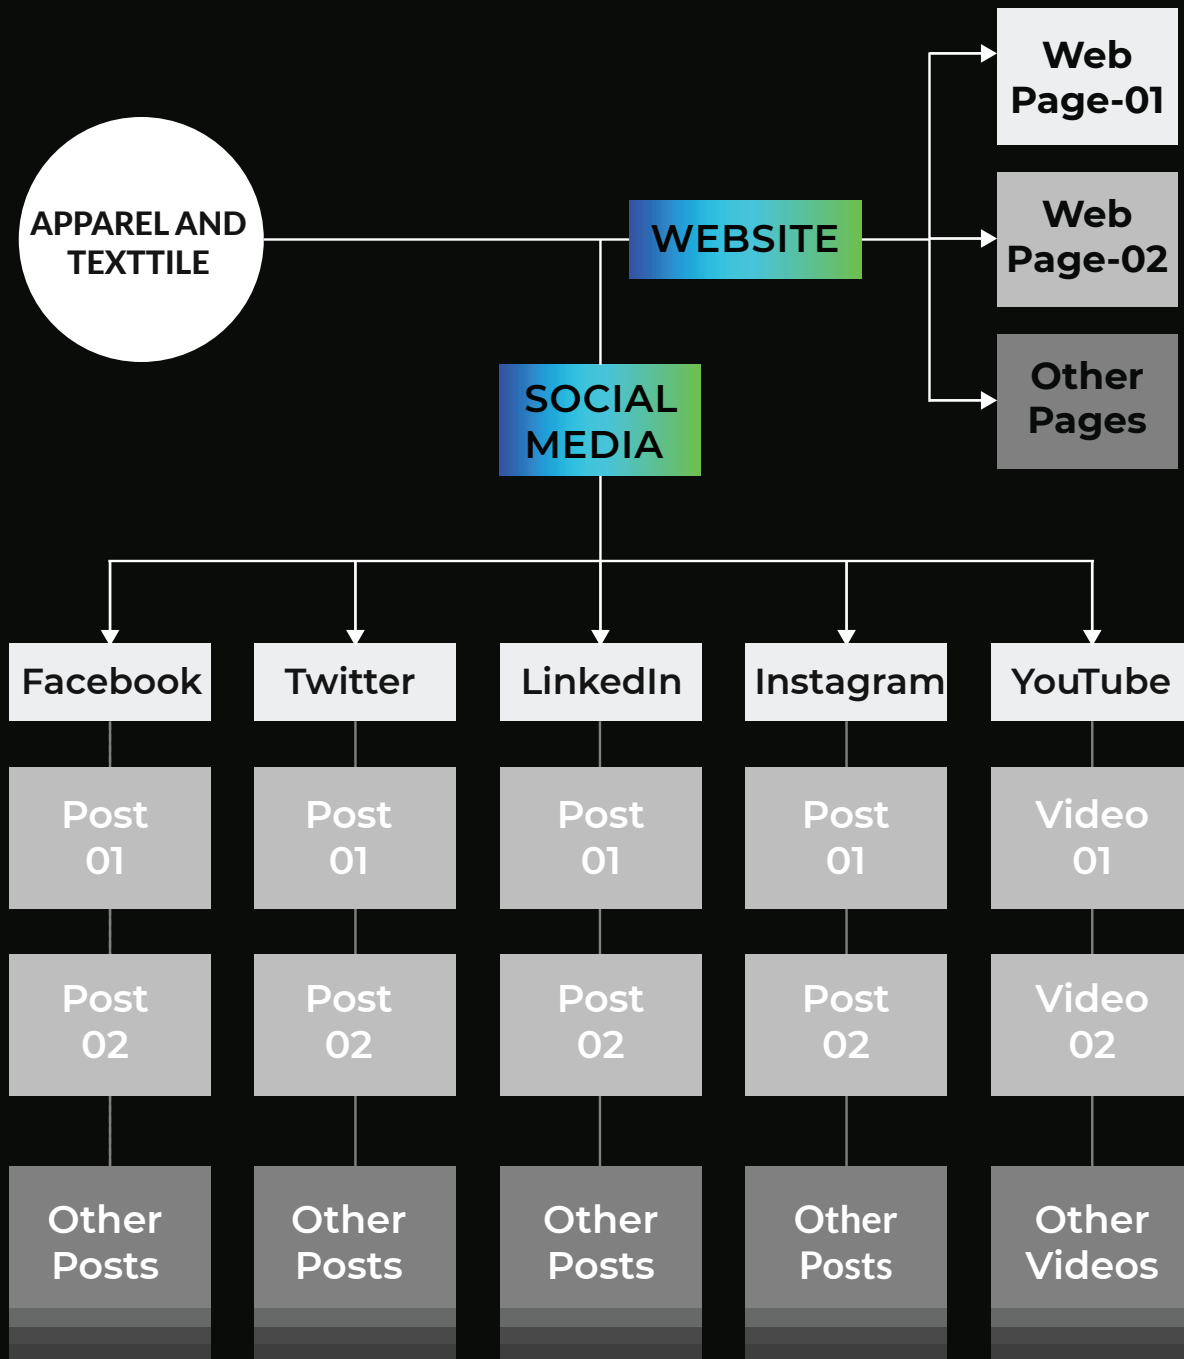 Web
Page-01
APPAREL AND
TEXTTILE
WEBSITE
Web
Page-02
Other
Pages
SOCIAL
MEDIA
Facebook
Twitter
LinkedIn
Instagram
YouTube
Post
01
Post
01
Post
01
Post
01
Video
01
Post
02
Post
02
Post
02
Post
02
Video
02
Other
Posts
Other
Posts
Other
Posts
Other
Posts
Other
Videos